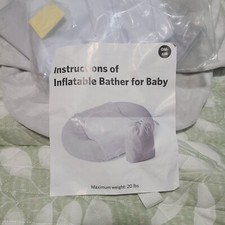 Instructions of
Inflatable Bather for Baby
Maximum weight: 20 lbs